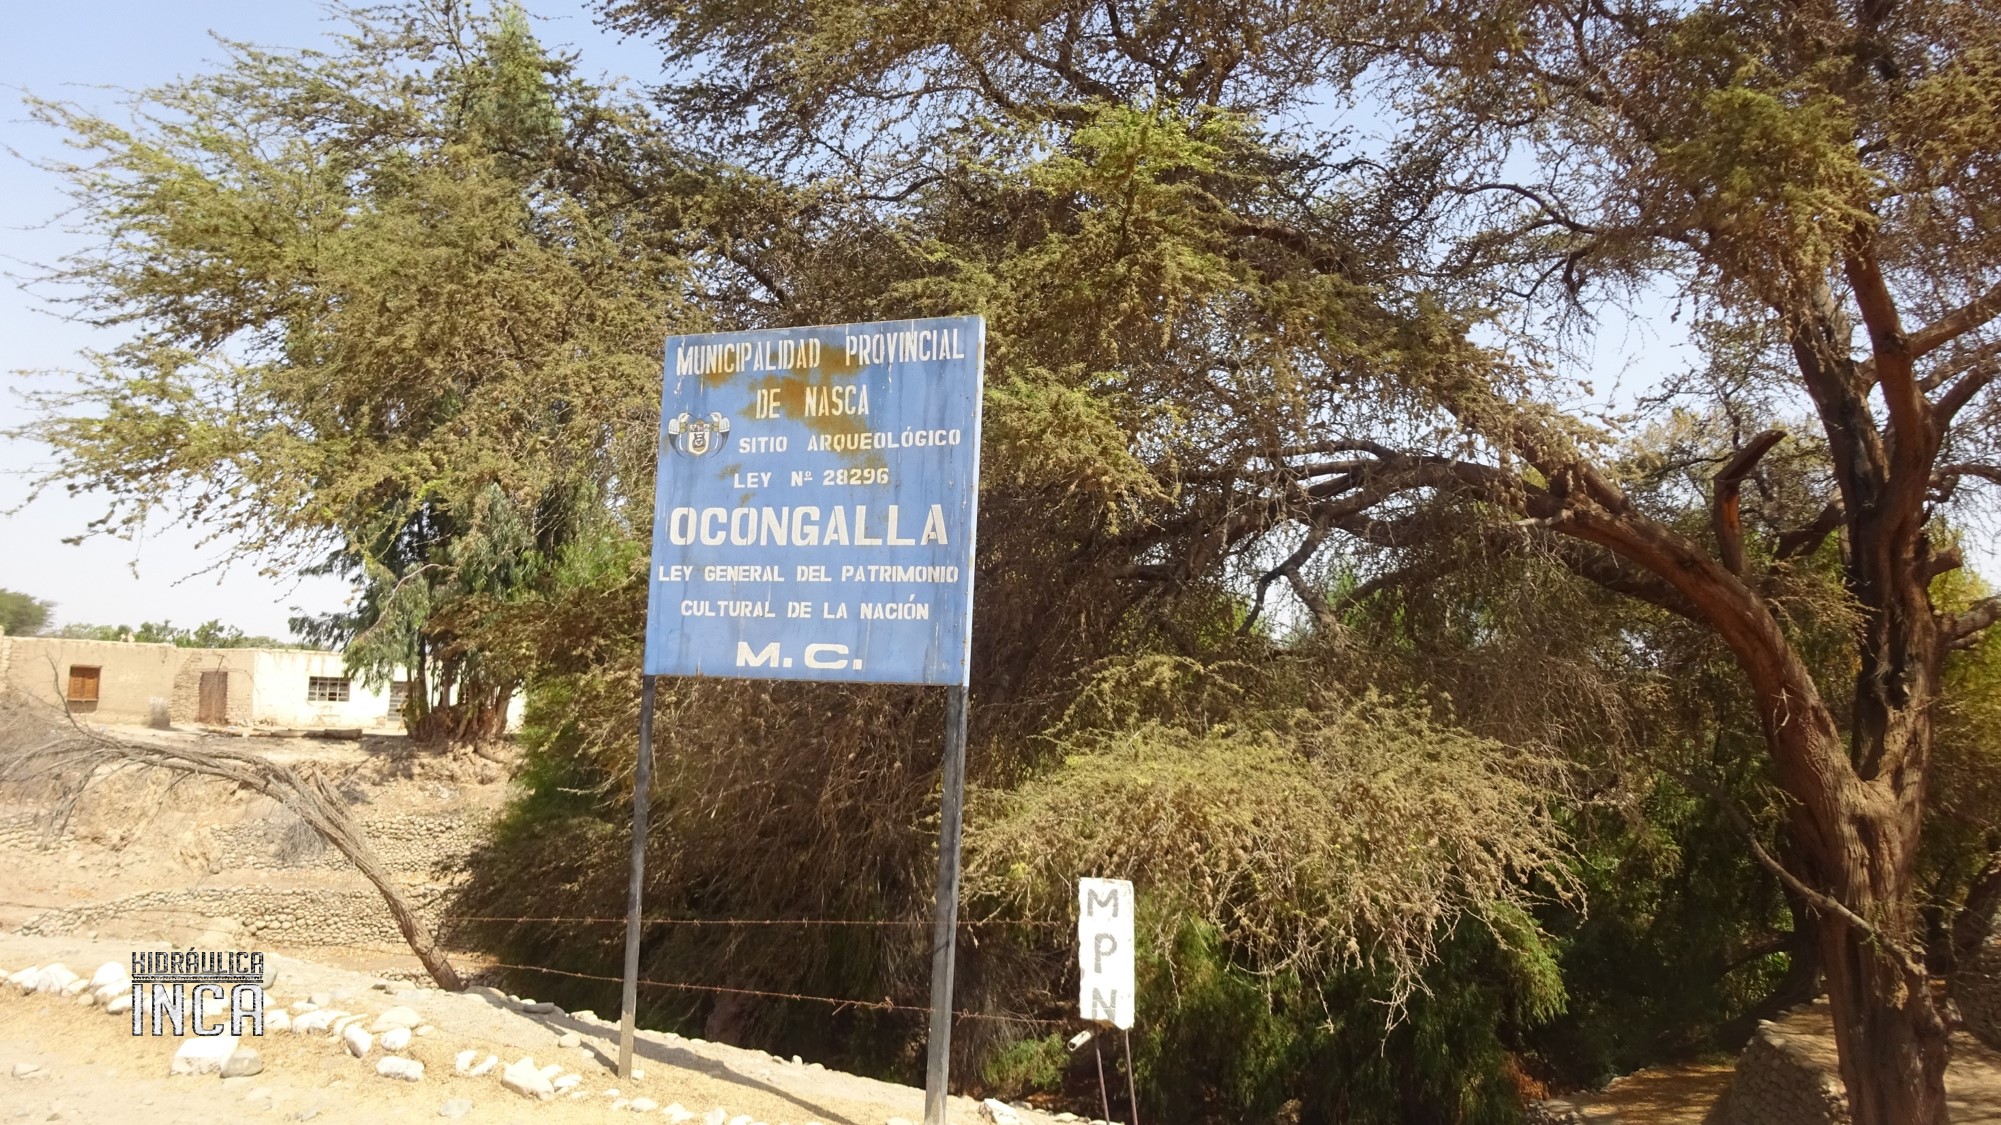 MUNICIPALIDAD PROVINCIAL
DE NASCA
SITIO ARQUEOLÓGICO
LEY Nº 28296
OCONGALLA
LEY GENERAL DEL PATRIMONIO
CULTURAL DE LA NACIÓN
M.C.
M
P
N
HIDRÁULICA
INCA